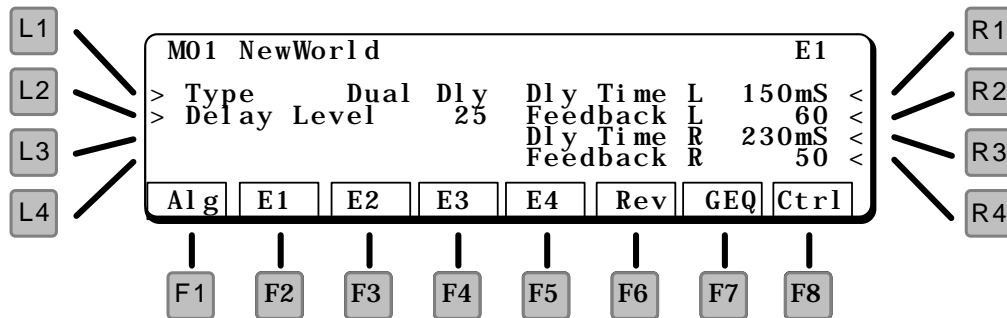 L1
L2
L3
L4
M01 NewWorld E1
> Type Dual Dly Dly Time L 150mS <
> Delay Level 25 Feedback L 60 <
Dly Time R 230mS <
Feedback R 50 <
Alg E1 E2 E3 E4 Rev GEQ Ctrl
R1
R2
R3
R4
F1 F2 F3 F4 F5 F6 F7 F8